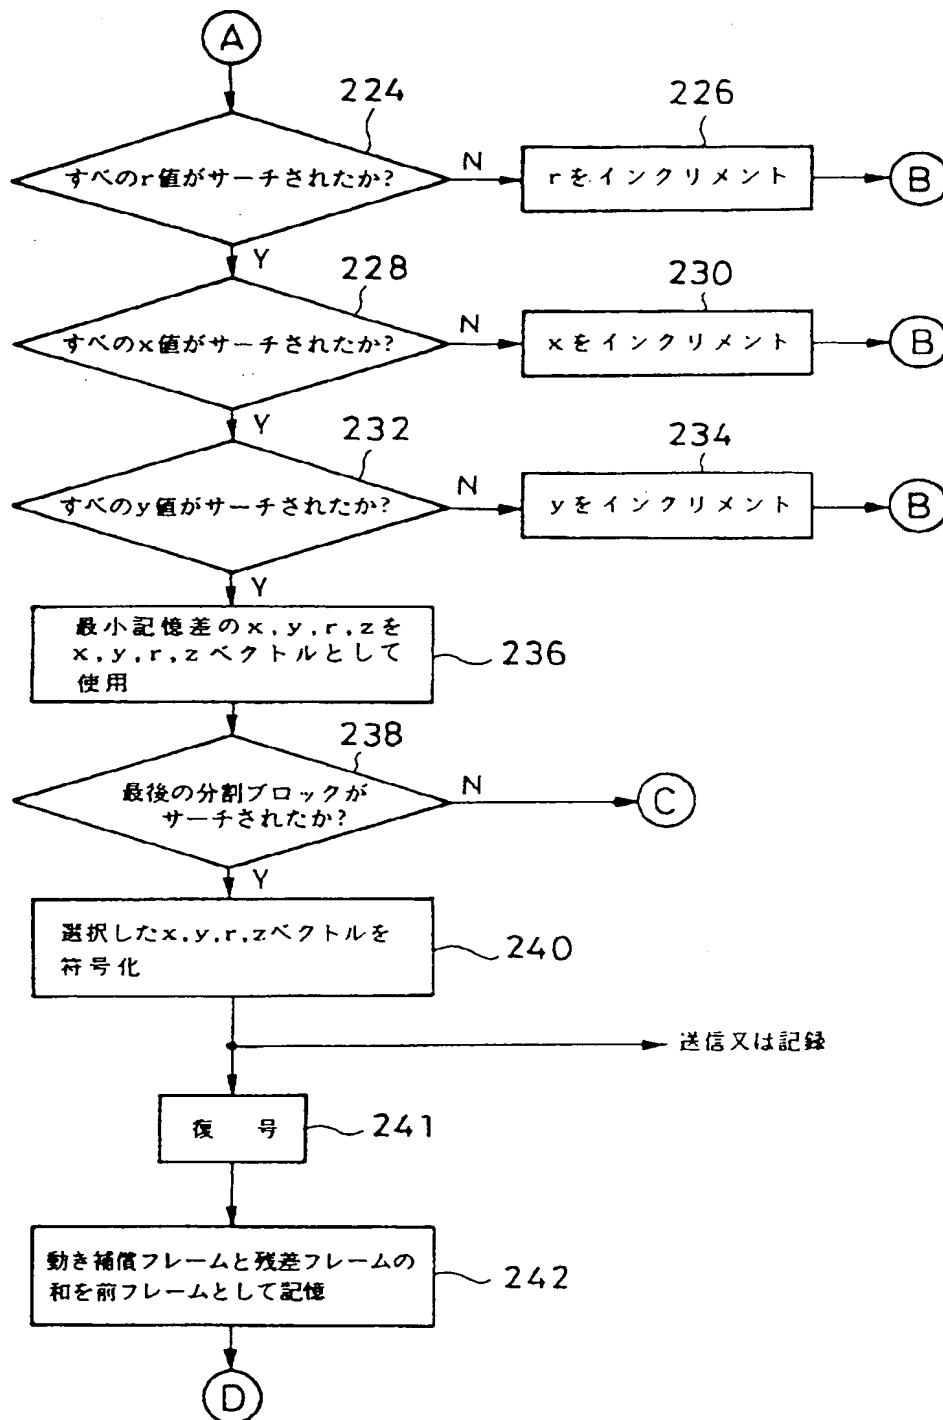 A
224
226
すべのr値がサーチされたか?
N
rをインクリメント
B
Y
228
230
すべのx値がサーチされたか?
N
xをインクリメント
B
Y
232
234
すべのy値がサーチされたか?
N
yをインクリメント
B
Y
最小記憶差のx,y,r,zを
x,y,r,zベクトルとして
使用
236
238
最後の分割ブロックが
サーチされたか?
N
C
Y
選択したx,y,r,zベクトルを
符号化
240
送信又は記録
復 号
241
動き補償フレームと残差フレームの
和を前フレームとして記憶
242
D